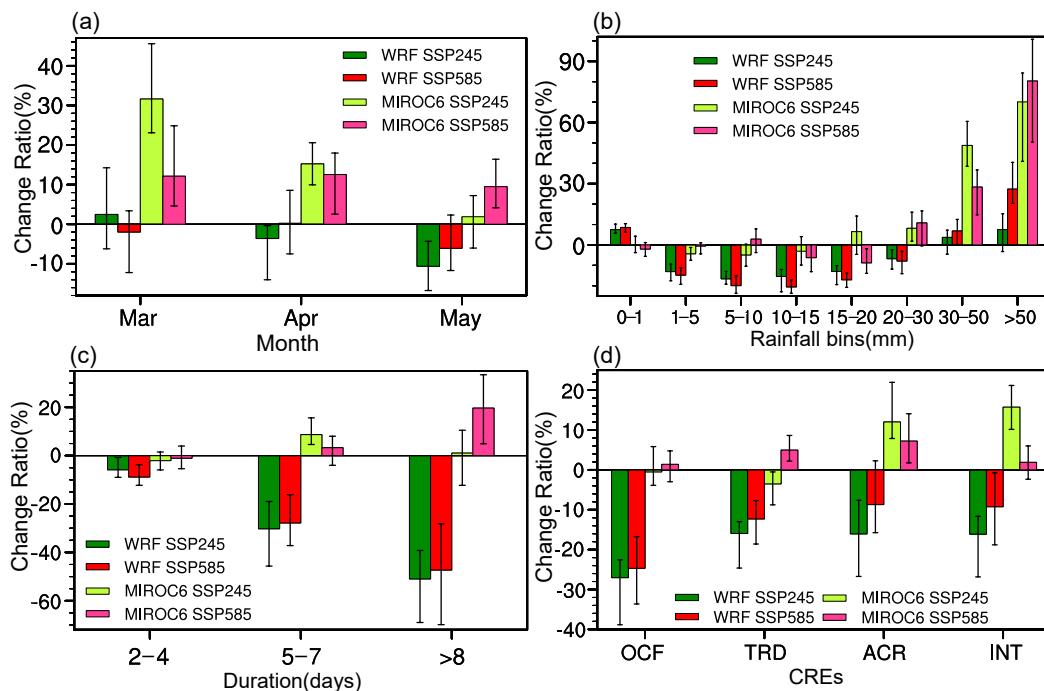 (a)
Change Ratio(%)
40
30
20
10
0
-10
WRF SSP245
WRF SSP585
MIROC6 SSP245
MIROC6 SSP585
Mar Apr May
Month
(b)
Change Ratio(%)
90
60
30
0
WRF SSP245
WRF SSP585
MIROC6 SSP245
MIROC6 SSP585
0−1 1−5 5−10 10−15 15−20 20−30 30−50 >50
Rainfall bins(mm)
(c)
Change Ratio(%)
20
0
-20
-40
-60
WRF SSP245
WRF SSP585
MIROC6 SSP245
MIROC6 SSP585
2−4 5−7 >8
Duration(days)
(d)
Change Ratio(%)
20
10
0
-10
-20
-30
-40
WRF SSP245 MIROC6 SSP245
WRF SSP585 MIROC6 SSP585
OCF TRD ACR INT
CREs